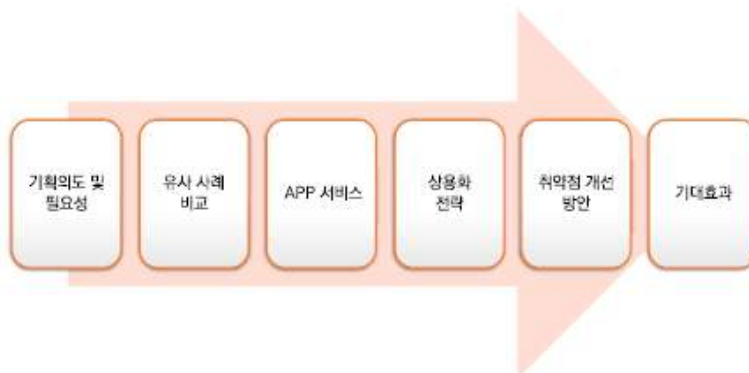 기획의도 및
필요성
유사 사례
비교
APP 서비스
상용화
전략
취약점 개선
방안
기대효과